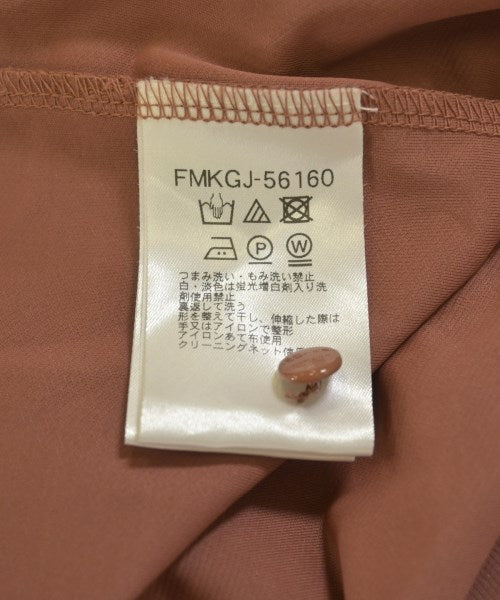 FMKGJ-56160
P W
つまみ洗い・もみ洗い禁止
白・淡色は蛍光増白剤入り洗
剤使用禁止
裏返して洗う
形を整えて干し、伸縮した際は
手又はアイロンで整形
アイロンあて布使用
クリーニングネット使用